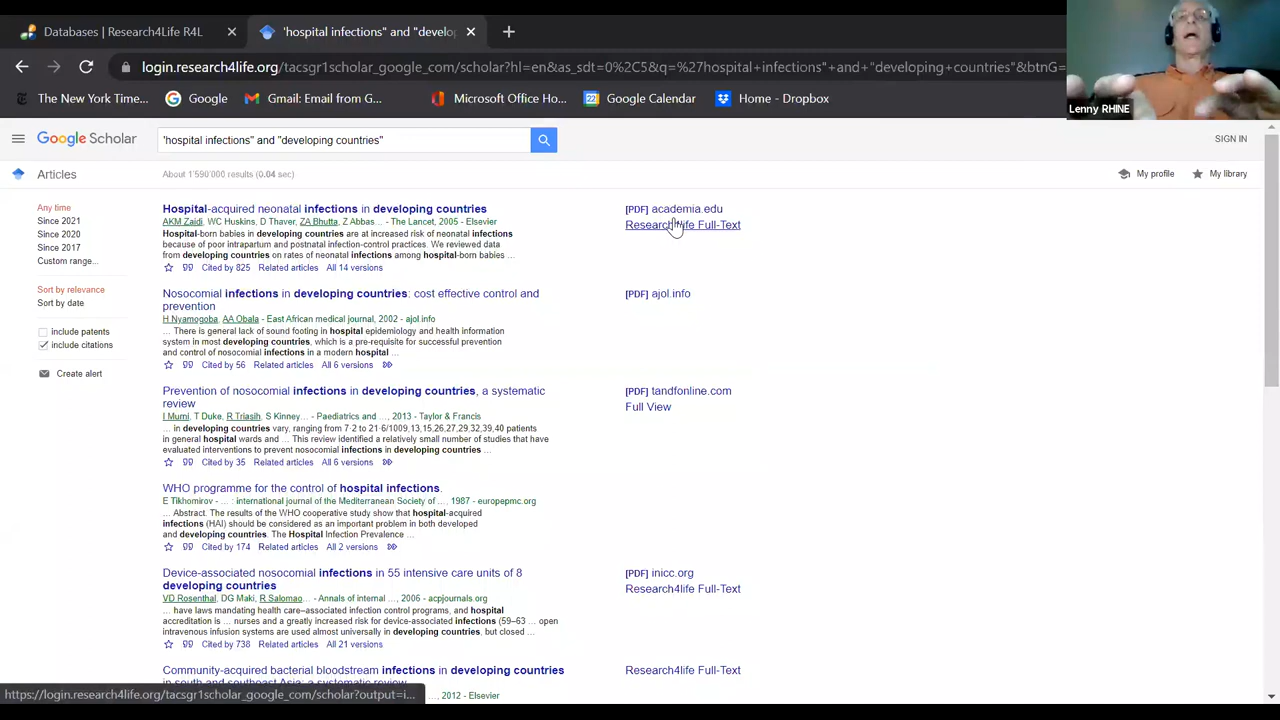 Databases | Research4Life R4L
'hospital infections" and "develo
login.research4life.org/tacsgr1scholar_google_com/scholar?hl=en&as_sdt=0%2C5&q=%27hospital+infections"+and+"developing+countries"&btnG=
The New York Time...
Google
Gmail: Email from G...
Microsoft Office Ho...
Google Calendar
Home - Dropbox
Lenny RHINE
Google Scholar
'hospital infections" and "developing countries"
SIGN IN
Articles
About 1'590'000 results (0.04 sec)
My profile
My library
Any time
Since 2021
Since 2020
Since 2017
Custom range...
Sort by relevance
Sort by date
include patents
include citations
Create alert
Hospital-acquired neonatal infections in developing countries
AKM Zaidi, WC Huskins, D Thaver, ZA Bhutta, Z Abbas... - The Lancet, 2005 - Elsevier
Hospital-born babies in developing countries are at increased risk of neonatal infections
because of poor intrapartum and postnatal infection-control practices. We reviewed data
from developing countries on rates of neonatal infections among hospital-born babies ...
Cited by 825 Related articles All 14 versions
[PDF] academia.edu
Research4life Full-Text
Nosocomial infections in developing countries: cost effective control and
prevention
H Nyamogoba, AA Obala - East African medical journal, 2002 - ajol.info
... There is general lack of sound footing in hospital epidemiology and health information
system in most developing countries, which is a pre-requisite for successful prevention
and control of nosocomial infections in a modern hospital ...
Cited by 56 Related articles All 6 versions
[PDF] ajol.info
Prevention of nosocomial infections in developing countries, a systematic
review
I Murni, T Duke, R Triasih, S Kinney... - Paediatrics and ..., 2013 - Taylor & Francis
... in developing countries vary, ranging from 7·2 to 21·6/1009,13,15,26,27,29,32,39,40 patients
in general hospital wards and ... This review identified a relatively small number of studies that have
evaluated interventions to prevent nosocomial infections in developing countries ...
Cited by 35 Related articles All 6 versions
[PDF] tandfonline.com
Full View
WHO programme for the control of hospital infections.
E Tikhomirov - ... : international journal of the Mediterranean Society of ..., 1987 - europepmc.org
... Abstract. The results of the WHO cooperative study show that hospital-acquired
infections (HAI) should be considered as an important problem in both developed
and developing countries. The Hospital Infection Prevalence ...
Cited by 174 Related articles All 2 versions
Device-associated nosocomial infections in 55 intensive care units of 8
developing countries
VD Rosenthal, DG Maki, R Salomao... - Annals of internal ..., 2006 - acpjournals.org
... have laws mandating health care–associated infection control programs, and hospital
accreditation is ... nurses and a greatly increased risk for device-associated infections (59–63 ... open
intravenous infusion systems are used almost universally in developing countries, but closed ...
Cited by 738 Related articles All 21 versions
[PDF] inicc.org
Research4life Full-Text
Community-acquired bacterial bloodstream infections in developing countries
in south and southeast Asia: a systematic review
..., 2012 - Elsevier
Research4life Full-Text
https://login.research4life.org/tacsgr1scholar_google_com/scholar?output=i...